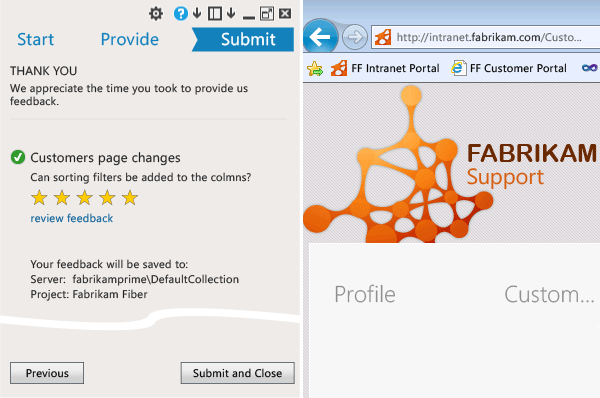 Start Provide Submit
THANK YOU
We appreciate the time you took to provide us
feedback.
Customers page changes
Can sorting filters be added to the colmns?
review feedback
Your feedback will be saved to:
Server: fabrikamprime\DefaultCollection
Project: Fabrikam Fiber
Previous Submit and Close
http://intranet.fabrikam.com/Custo...
FF Intranet Portal FF Customer Portal
FABRIKAM
Support
Profile Custom...